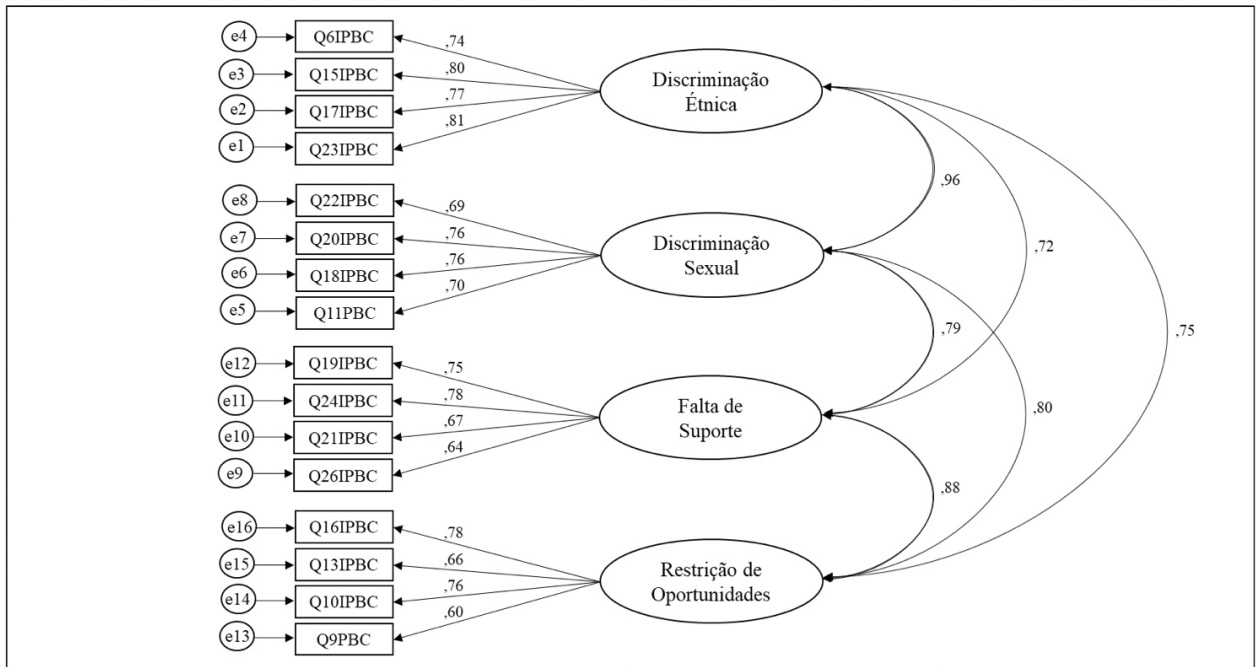 e4 Q6IPBC ,74
e3 Q15IPBC ,80
e2 Q17IPBC ,77
e1 Q23IPBC ,81
Discriminação
Étnica
e8 Q22IPBC ,69
e7 Q20IPBC ,76
e6 Q18IPBC ,76
e5 Q11PBC ,70
Discriminação
Sexual
e12 Q19IPBC ,75
e11 Q24IPBC ,78
e10 Q21IPBC ,67
e9 Q26IPBC ,64
Falta de
Suporte
e16 Q16IPBC ,78
e15 Q13IPBC ,66
e14 Q10IPBC ,76
e13 Q9PBC ,60
Restrição de
Oportunidades
,96
,72
,79
,75
,80
,88